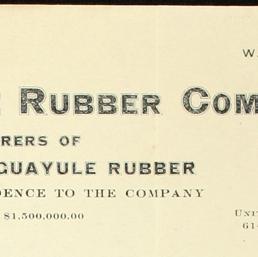 W.
RUBBER COM
RERS OF
GUAYULE RUBBER
DENCE TO THE COMPANY
$1,500,000.00
UNI
61